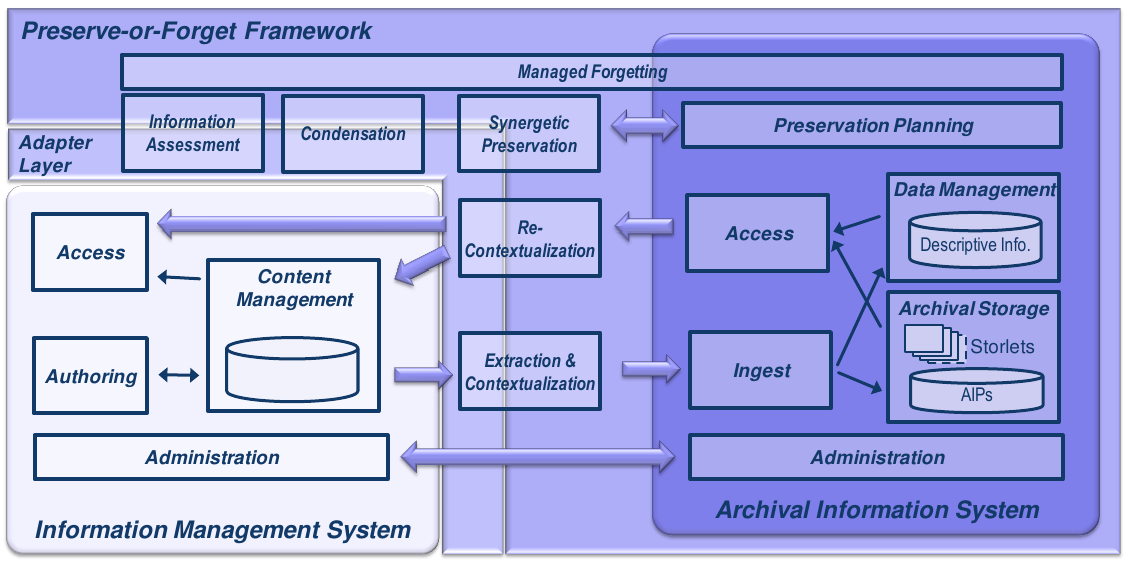 Preserve-or-Forget Framework
Managed Forgetting
Adapter
Layer
Information
Assessment
Condensation
Synergetic
Preservation
Preservation Planning
Access
Content
Management
Authoring
Administration
Information Management System
Re-
Contextualization
Extraction &
Contextualization
Access
Data Management
Descriptive Info.
Archival Storage
Storlets
AIPs
Ingest
Administration
Archival Information System